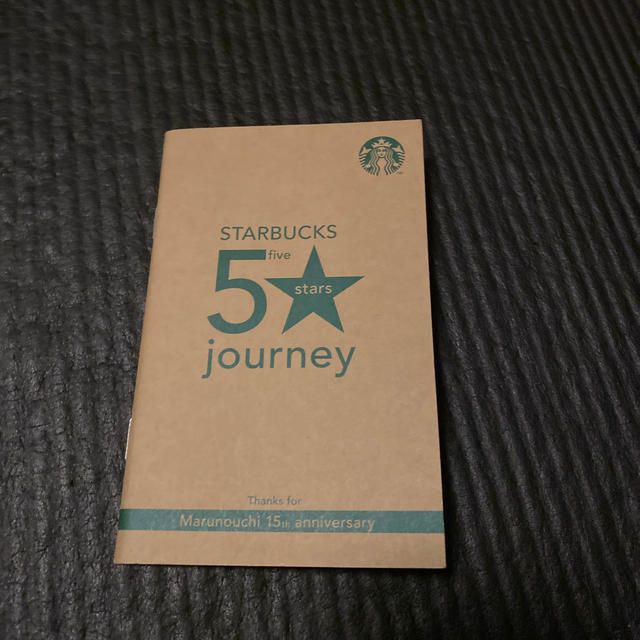 STARBUCKS
5 five stars
journey
Thanks for
Marunouchi 15th anniversary